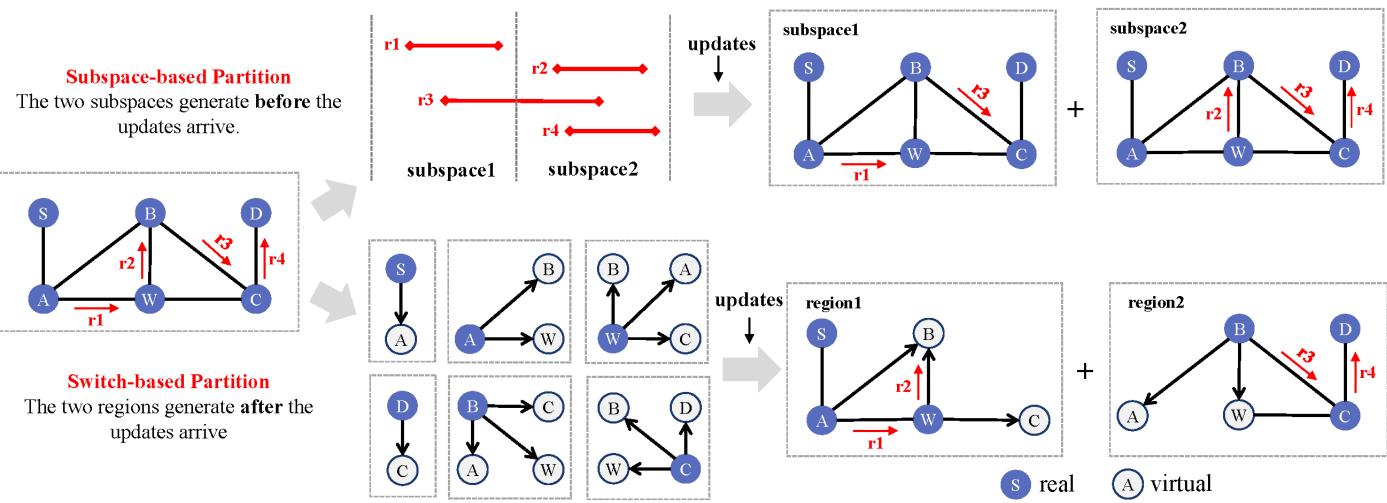 Subspace-based Partition
The two subspaces generate before the
updates arrive.
S
B
D
A
W
C
r1
r2
r3
r4
Switch-based Partition
The two regions generate after the
updates arrive
r1
r2
r3
r4
subspace1
subspace2
updates
subspace1
S
B
D
A
W
C
r3
r1
+
subspace2
S
B
D
A
W
C
r2
r3
r4
S
A
B
A
W
B
A
W
C
D
C
B
C
A
W
B
D
W
C
updates
region1
S
B
A
W
C
r2
r1
+
region2
B
D
A
W
C
r3
r4
S real
A virtual